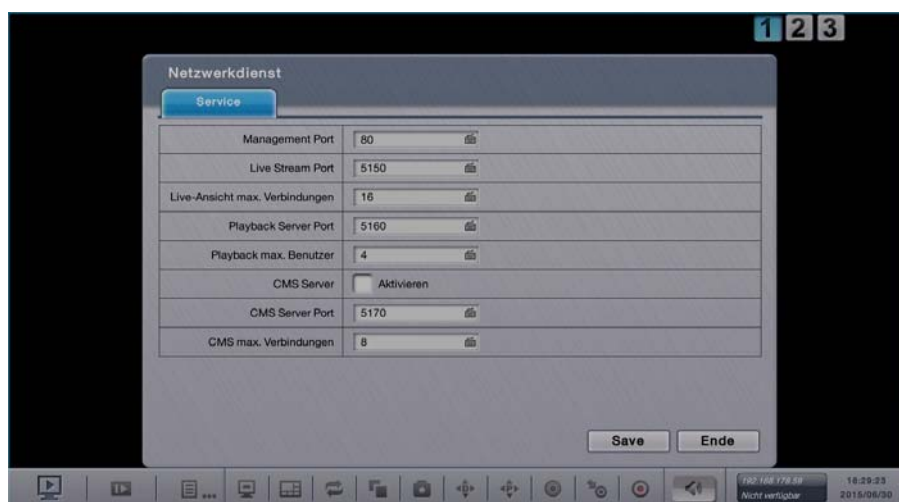 1 2 3
Netzwerkdienst
Service
Management Port 80
Live Stream Port 5150
Live-Ansicht max. Verbindungen 16
Playback Server Port 5160
Playback max. Benutzer 4
CMS Server Aktivieren
CMS Server Port 5170
CMS max. Verbindungen 8
Save Ende
192.168.178.59 16:29:23
Nicht verfügbar 2015/06/30